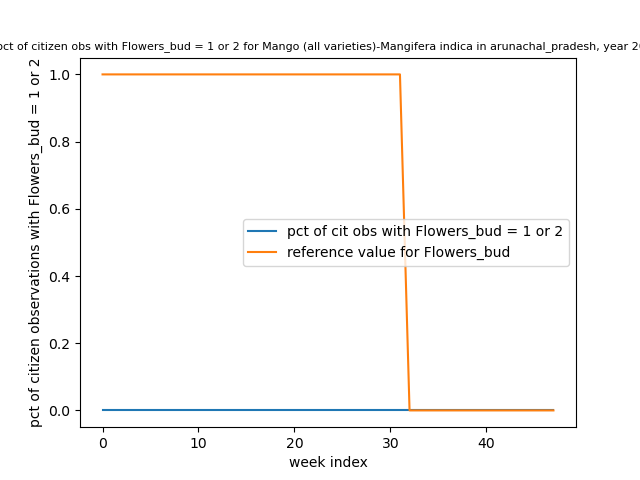 of citizen obs with Flowers_bud = 1 or 2 for Mango (all varieties)-Mangifera indica in arunachal_pradesh, year
pct of citizen observations with Flowers_bud = 1 or 2
1.0
0.8
0.6
0.4
0.2
0.0
pct of cit obs with Flowers_bud = 1 or 2
reference value for Flowers_bud
0
10
20
30
40
week index